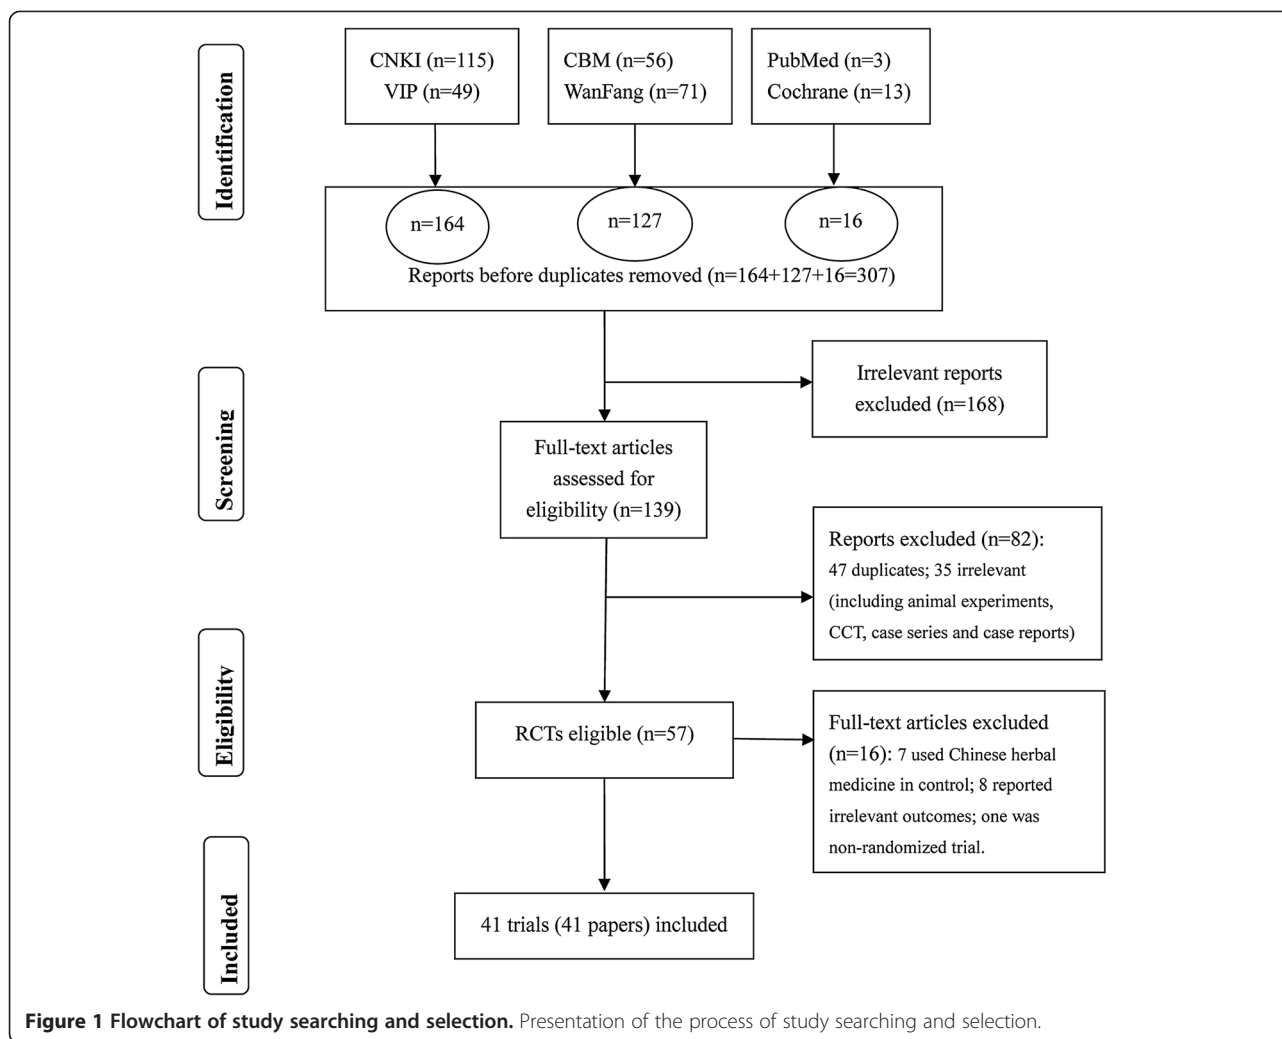 Identification
CNKI (n=115)
VIP (n=49)
CBM (n=56)
WanFang (n=71)
PubMed (n=3)
Cochrane (n=13)
n=164
n=127
n=16
Reports before duplicates removed (n=164+127+16=307)
Screening
Irrelevant reports
excluded (n=168)
Full-text articles
assessed for
eligibility (n=139)
Reports excluded (n=82):
47 duplicates; 35 irrelevant
(including animal experiments,
CCT, case series and case reports)
Eligibility
RCTs eligible (n=57)
Full-text articles excluded
(n=16): 7 used Chinese herbal
medicine in control; 8 reported
irrelevant outcomes; one was
non-randomized trial.
Included
41 trials (41 papers) included
Figure 1 Flowchart of study searching and selection. Presentation of the process of study searching and selection.